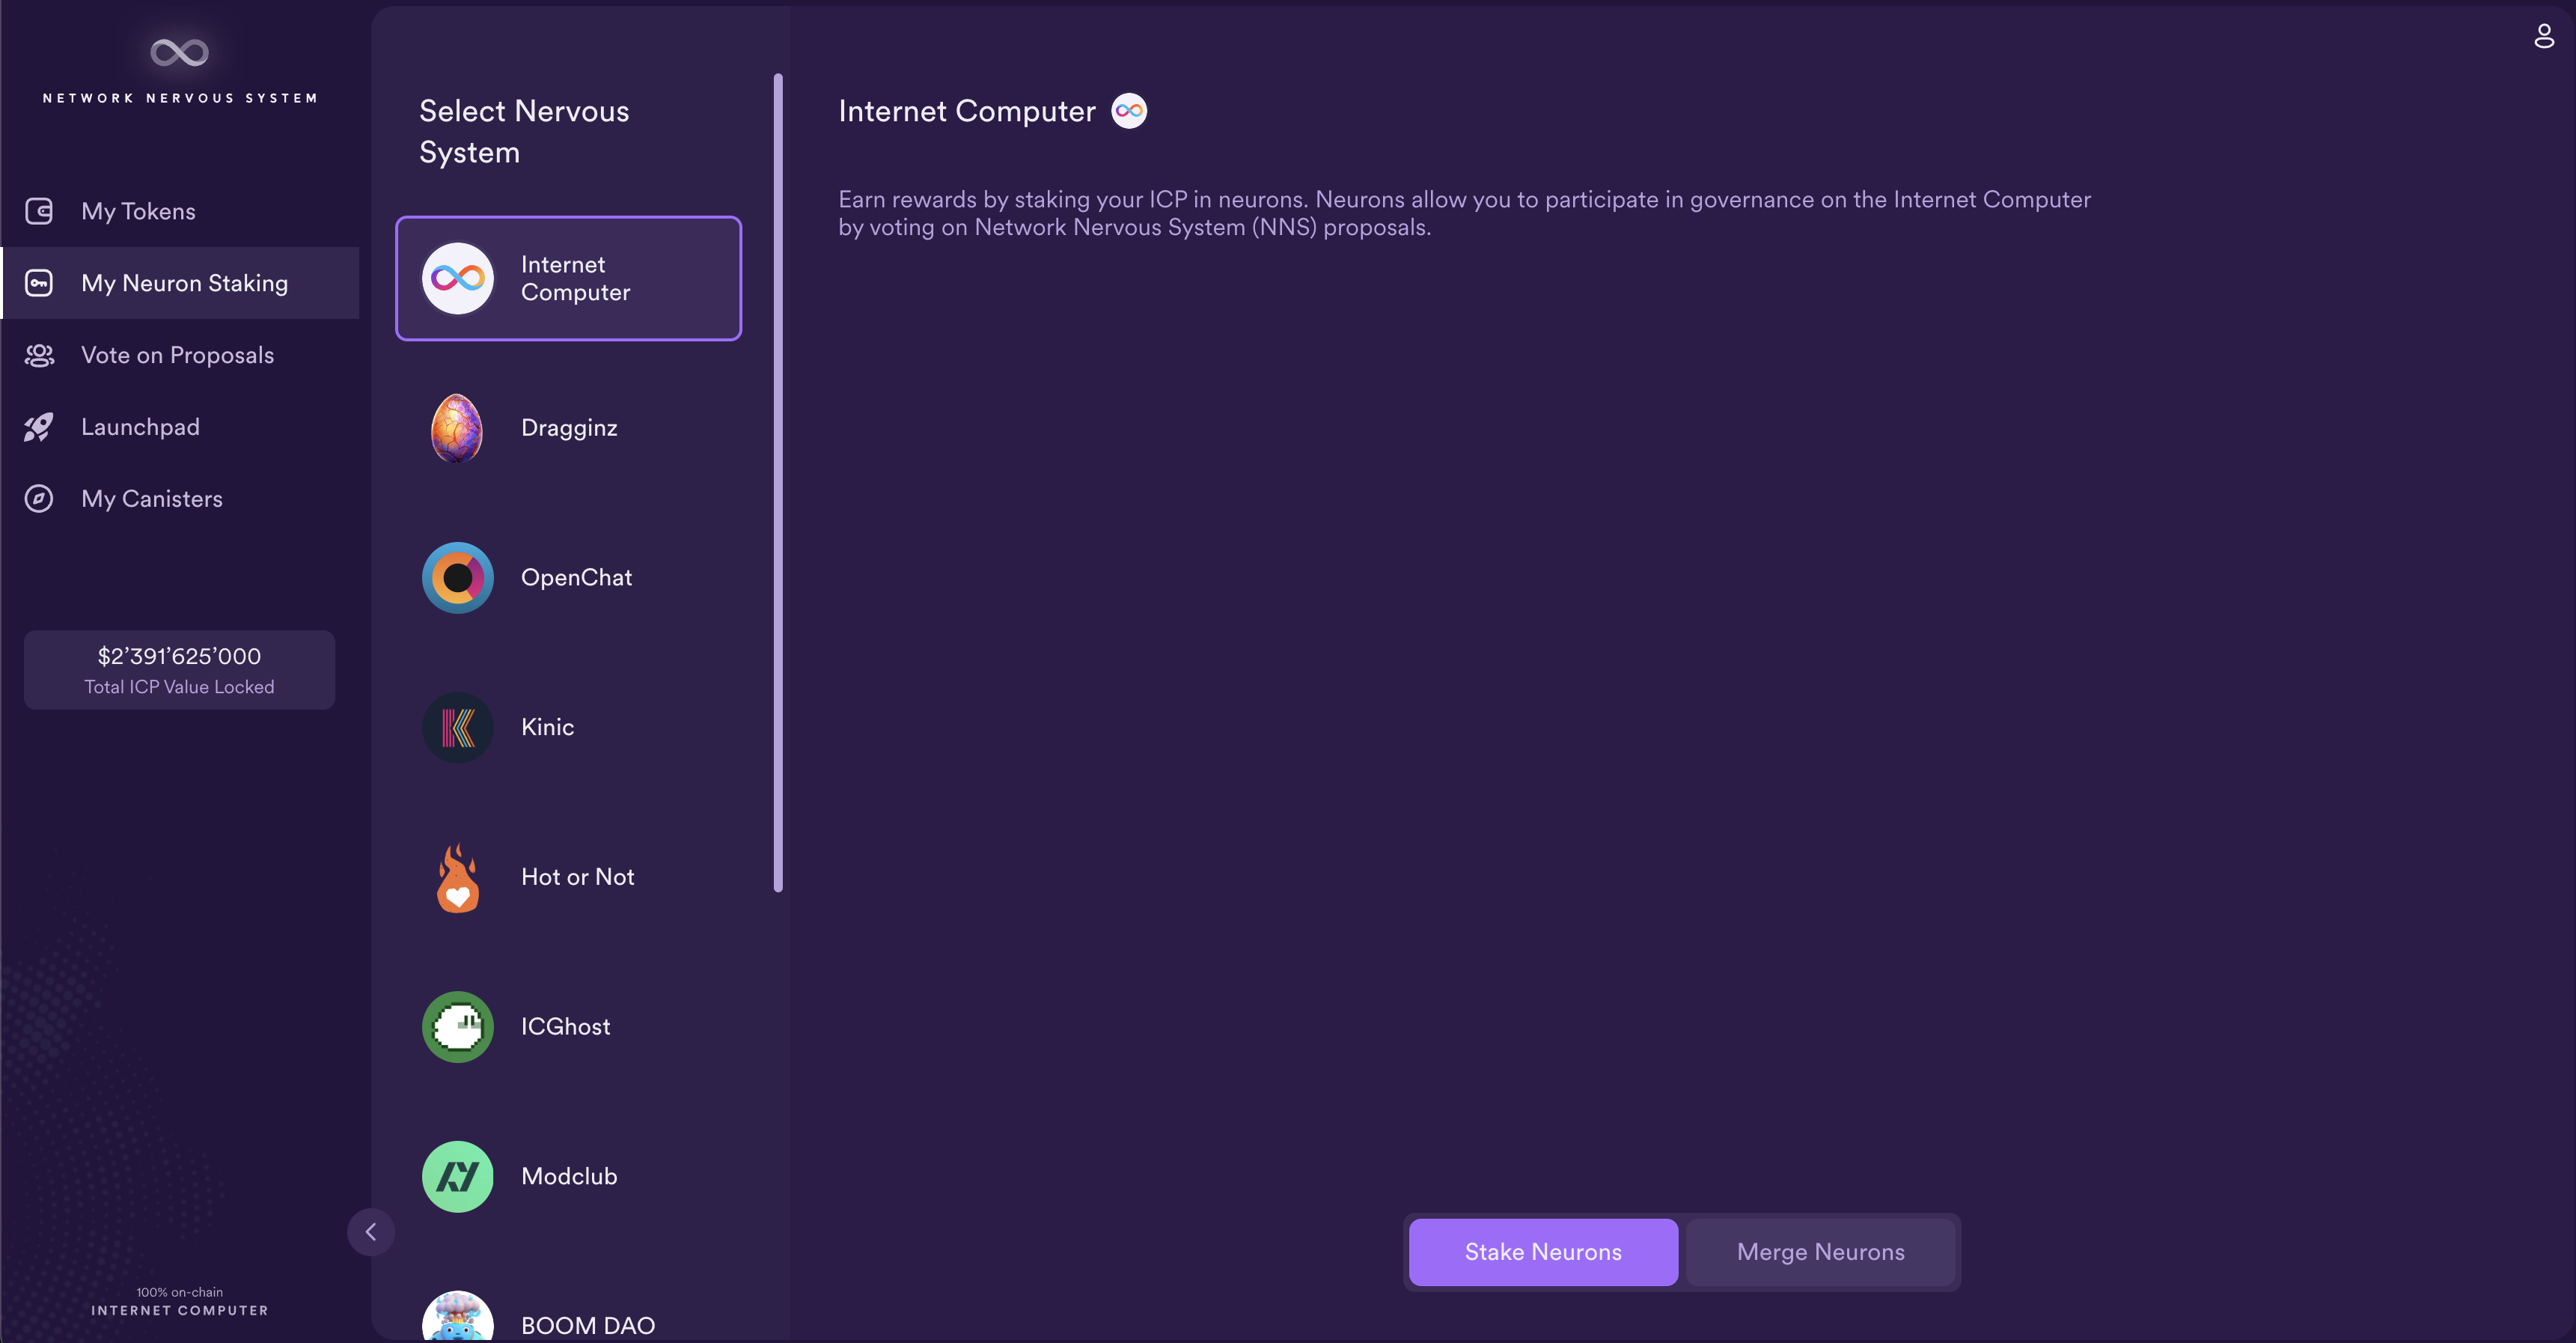 NETWORK NERVOUS SYSTEM
My Tokens
My Neuron Staking
Vote on Proposals
Launchpad
My Canisters
$2’391’625’000
Total ICP Value Locked
100% on-chain
INTERNET COMPUTER
Select Nervous
System
Internet
Computer
Dragginz
OpenChat
Kinic
Hot or Not
ICGhost
Modclub
BOOM DAO
Internet Computer
Earn rewards by staking your ICP in neurons. Neurons allow you to participate in governance on the Internet Computer
by voting on Network Nervous System (NNS) proposals.
Stake Neurons
Merge Neurons